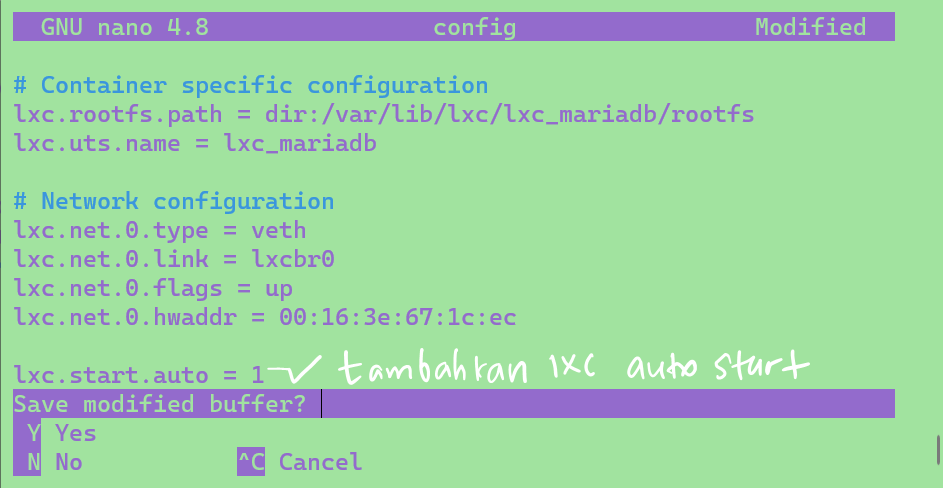 GNU nano 4.8 config Modified
# Container specific configuration
lxc.rootfs.path = dir:/var/lib/lxc/lxc_mariadb/rootfs
lxc.uts.name = lxc_mariadb
# Network configuration
lxc.net.0.type = veth
lxc.net.0.link = lxcbr0
lxc.net.0.flags = up
lxc.net.0.hwaddr = 00:16:3e:67:1c:ec
lxc.start.auto = 1 tambahkan lxc auto start
Save modified buffer?
Y Yes
N No ^C Cancel